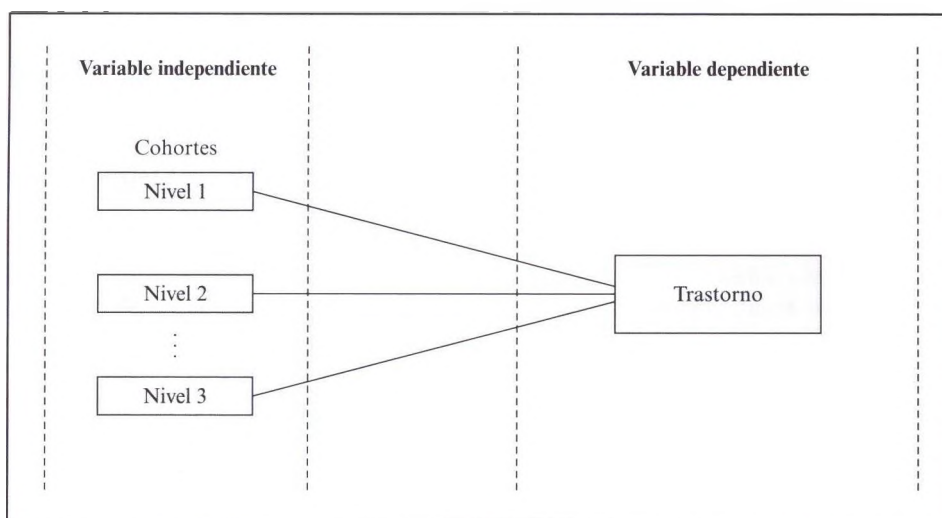 Variable independiente
Variable dependiente
Cohortes
Nivel 1
Nivel 2
Trastorno
Nivel 3